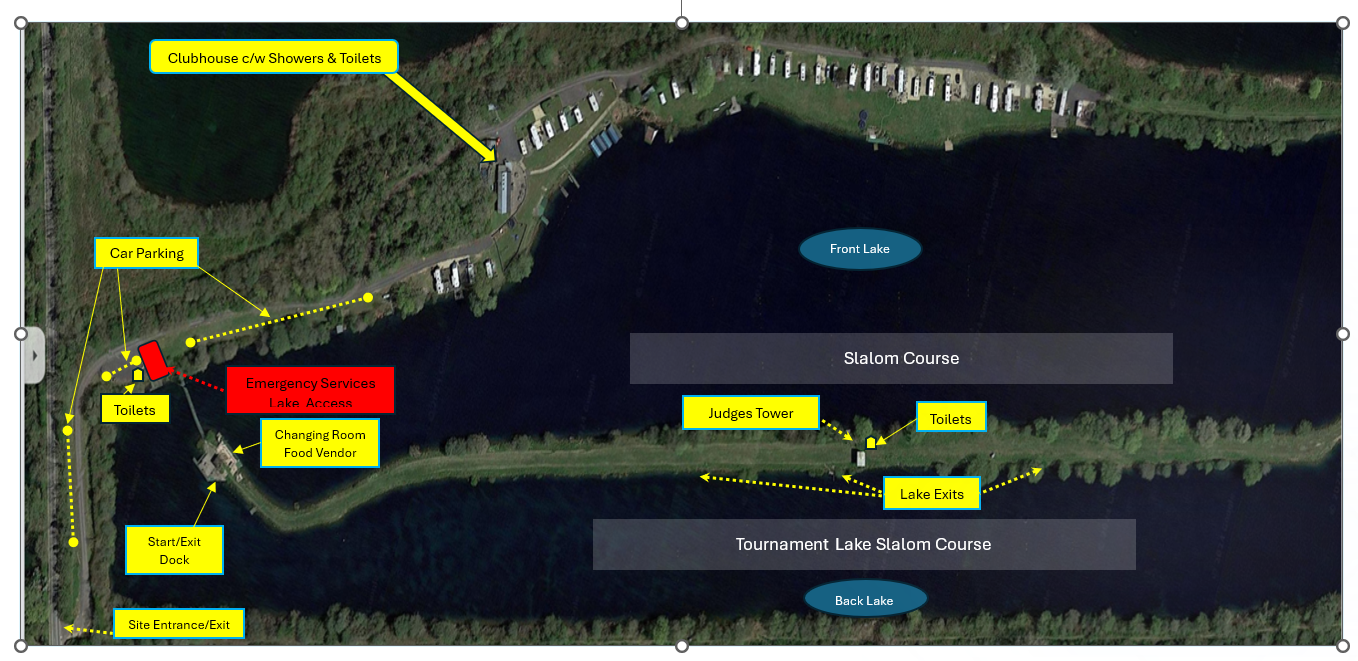 Clubhouse c/w Showers & Toilets
Car Parking
Front Lake
Slalom Course
Emergency Services
Lake Access
Toilets
Judges Tower
Toilets
Changing Room
Food Vendor
Lake Exits
Start/Exit
Dock
Tournament Lake Slalom Course
Back Lake
Site Entrance/Exit